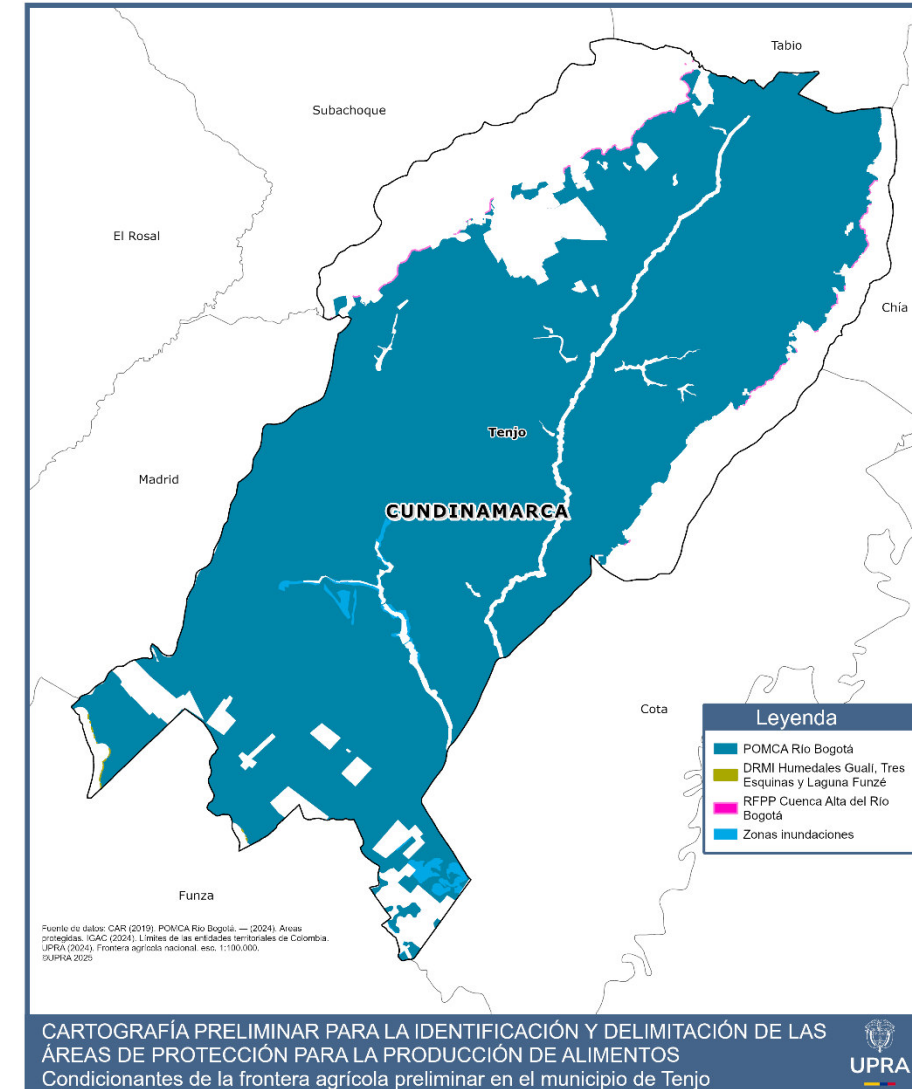 Tabio
Subachoque
El Rosal
Chía
Tenjo
Madrid
CUNDINAMARCA
Cota
Leyenda
POMCA Río Bogotá
DRMI Humedales Gualí, Tres
Esquinas y Laguna Funzé
RFPP Cuenca Alta del Río
Bogotá
Zonas inundaciones
Funza
Fuente de datos: CAR (2019). POMCA Río Bogotá, — (2024). Areas
protegidas. IGAC (2024). Límites de las entidades territoriales de Colombia.
UPRA (2024). Frontera agrícola nacional. esc. 1:100.000.
©UPRA 2025
CARTOGRAFÍA PRELIMINAR PARA LA IDENTIFICACIÓN Y DELIMITACIÓN DE LAS
ÁREAS DE PROTECCIÓN PARA LA PRODUCCIÓN DE ALIMENTOS
Condicionantes de la frontera agrícola preliminar en el municipio de Tenjo
UPRA